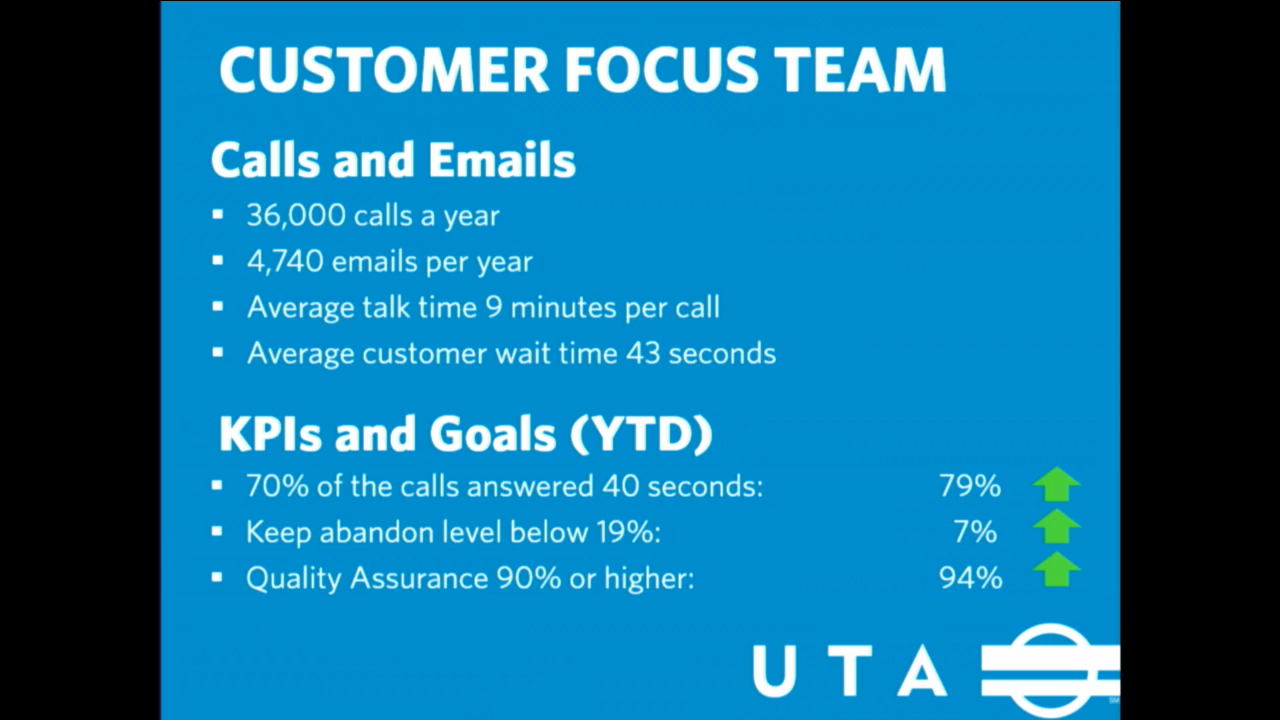 CUSTOMER FOCUS TEAM
Calls and Emails
▪ 36,000 calls a year
▪ 4,740 emails per year
▪ Average talk time 9 minutes per call
▪ Average customer wait time 43 seconds
KPIs and Goals (YTD)
▪ 70% of the calls answered 40 seconds: 79%
▪ Keep abandon level below 19%: 7%
▪ Quality Assurance 90% or higher: 94%
U T A
SM